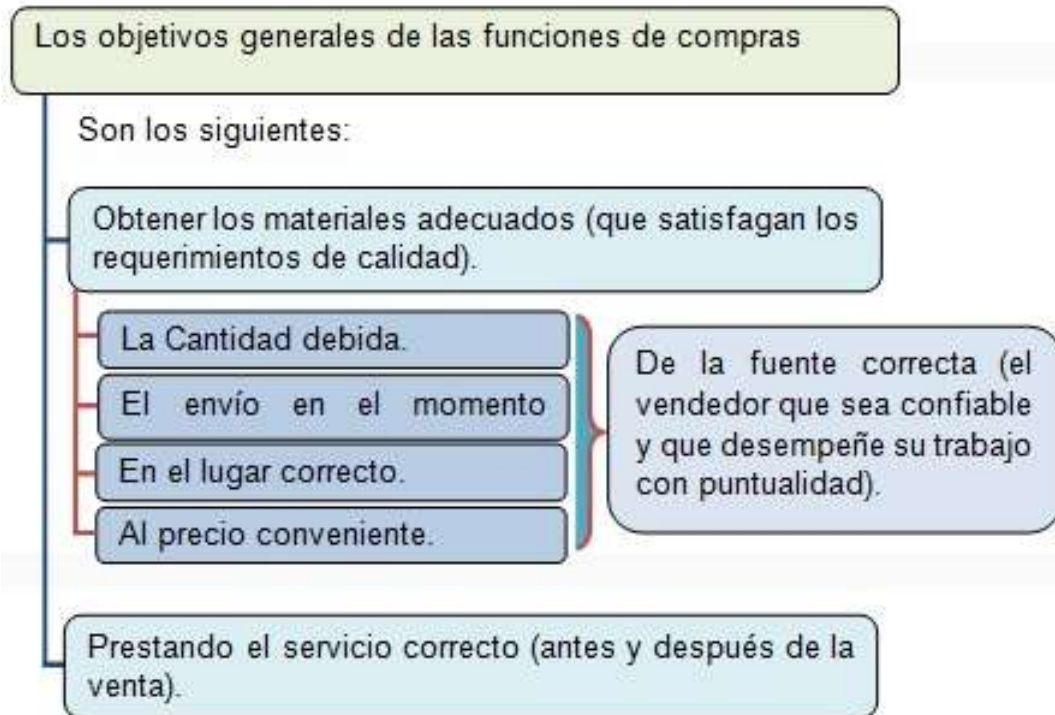 Los objetivos generales de las funciones de compras
Son los siguientes:
Obtener los materiales adecuados (que satisfagan los
requerimientos de calidad).
La Cantidad debida.
El envío en el momento
En el lugar correcto.
Al precio conveniente.
De la fuente correcta (el
vendedor que sea confiable
y que desempeñe su trabajo
con puntualidad).
Prestando el servicio correcto (antes y después de la
venta).